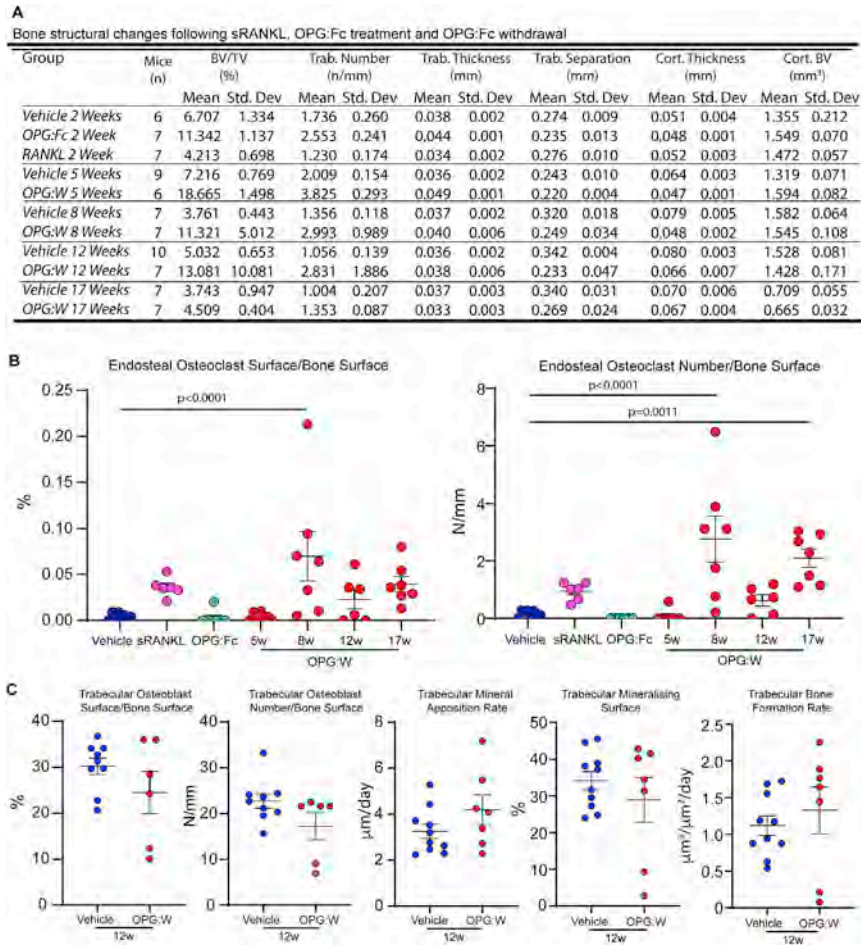 A
Bone structural changes following sRANKL, OPG:Fc treatment and OPG:Fc withdrawal
Group Mice (n) BV/TV (%) Trab. Number (n/mm) Trab. Thickness (mm) Trab. Separation (mm) Cort. Thickness (mm) Cort. BV (mm³)
Mean Std. Dev Mean Std. Dev Mean Std. Dev Mean Std. Dev Mean Std. Dev Mean Std. Dev
Vehicle 2 Weeks 6 6.707 1.334 1.736 0.260 0.038 0.002 0.274 0.009 0.051 0.004 1.355 0.212
OPG:Fc 2 Week 7 11.342 1.137 2.553 0.241 0.044 0.001 0.235 0.013 0.048 0.001 1.549 0.070
RANKL 2 Week 7 4.213 0.698 1.230 0.174 0.034 0.002 0.276 0.010 0.052 0.003 1.472 0.057
Vehicle 5 Weeks 9 7.216 0.769 2.009 0.154 0.036 0.002 0.243 0.010 0.064 0.003 1.319 0.071
OPG:W 5 Weeks 6 18.665 1.498 3.825 0.293 0.049 0.001 0.220 0.004 0.047 0.001 1.594 0.082
Vehicle 8 Weeks 7 3.761 0.443 1.356 0.118 0.037 0.002 0.320 0.018 0.079 0.005 1.582 0.064
OPG:W 8 Weeks 7 11.321 5.012 2.993 0.989 0.040 0.006 0.249 0.034 0.048 0.002 1.545 0.108
Vehicle 12 Weeks 10 5.032 0.653 1.056 0.139 0.036 0.002 0.342 0.004 0.080 0.003 1.528 0.081
OPG:W 12 Weeks 7 13.081 10.081 2.831 1.886 0.038 0.006 0.233 0.047 0.066 0.007 1.428 0.171
Vehicle 17 Weeks 7 3.743 0.947 1.004 0.207 0.037 0.003 0.340 0.031 0.070 0.006 0.709 0.055
OPG:W 17 Weeks 7 4.509 0.404 1.353 0.087 0.033 0.003 0.269 0.024 0.067 0.004 0.665 0.032
B
Endosteal Osteoclast Surface/Bone Surface
p<0.0001
0.25
0.20
0.15
0.10
0.05
0.00
%
Vehicle sRANKL OPG:Fc 5w 8w 12w 17w
OPG:W
Endosteal Osteoclast Number/Bone Surface
p<0.0001
p=0.0011
8
6
4
2
0
N/mm
Vehicle sRANKL OPG:Fc 5w 8w 12w 17w
OPG:W
C
Trabecular Osteoblast
Surface/Bone Surface
40
30
20
10
0
%
Vehicle OPG:W
12w
Trabecular Osteoblast
Number/Bone Surface
40
30
20
10
0
N/mm
Vehicle OPG:W
12w
Trabecular Mineral
Apposition Rate
8
6
4
2
0
μm/day
Vehicle OPG:W
12w
Trabecular Mineralising
Surface
50
40
30
20
10
0
%
Vehicle OPG:W
12w
Trabecular Bone
Formation Rate
2.5
2.0
1.5
1.0
0.5
0.0
μm³/μm²/day
Vehicle OPG:W
12w